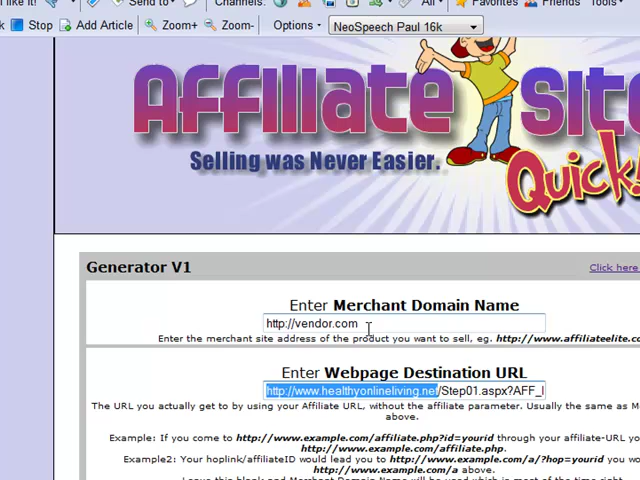 like it! Send to Channels: All Favorites Friends Tools
Stop Add Article Zoom+ Zoom- Options NeoSpeech Paul 16k
AFFILIATE SITE
Quick!
Selling was Never Easier.
Generator V1 Click here
Enter Merchant Domain Name
http://vendor.com
Enter the merchant site address of the product you want to sell, eg. http://www.affiliateelite.co
Enter Webpage Destination URL
http://www.healthyonlineliving.net/Step01.aspx?AFF_
The URL you actually get to by using your Affiliate URL, without the affiliate parameter. Usually the same as M
above.
Example: If you come to http://www.example.com/affiliate.php?id=yourid through your affiliate-URL yo
http://www.example.com/affiliate.php.
Example2: Your hoplink/affiliateID would lead you to http://www.example.com/a/?hop=yourid yo
http://www.example.com/a above.